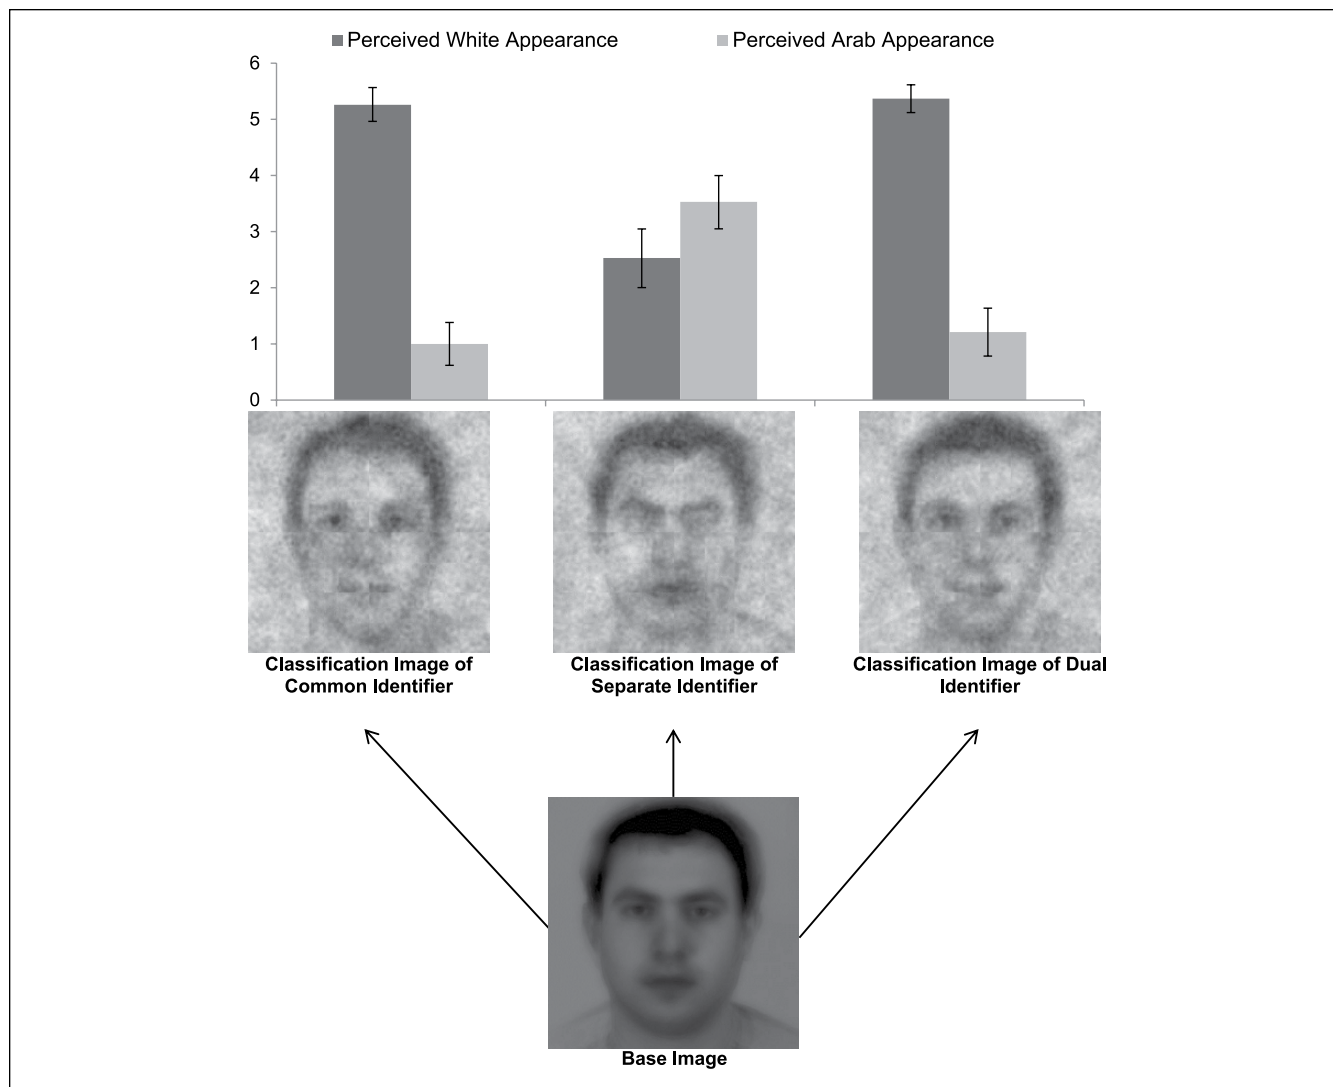 Perceived White Appearance Perceived Arab Appearance
6
5
4
3
2
1
0
Classification Image of
Common Identifier
Classification Image of
Separate Identifier
Classification Image of Dual
Identifier
Base Image